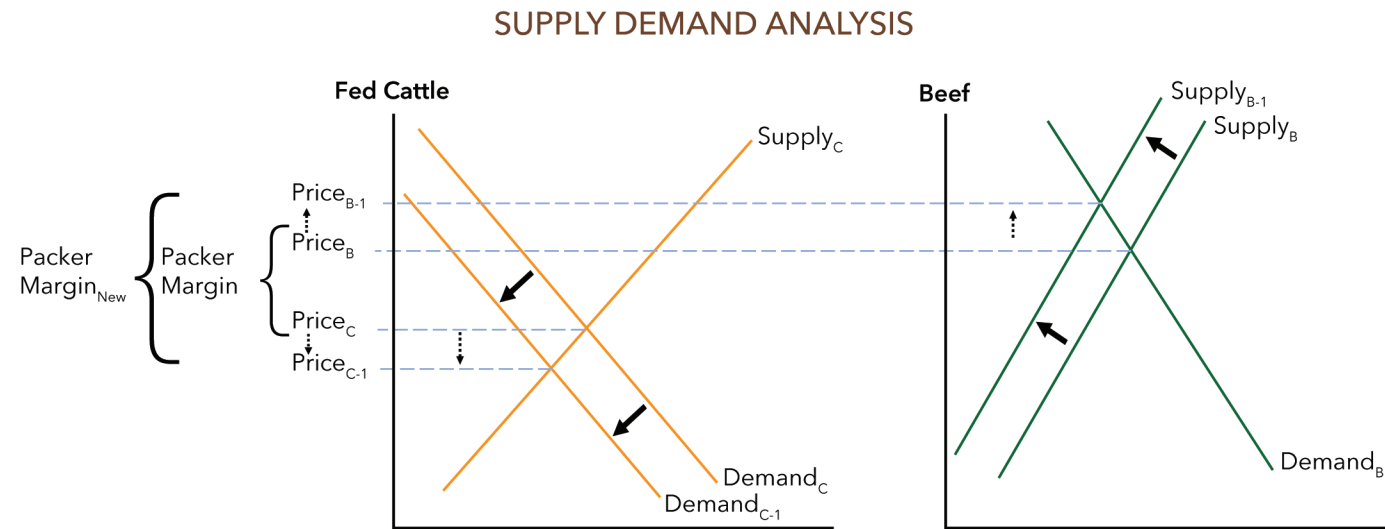 SUPPLY DEMAND ANALYSIS
Fed Cattle
Beef
Supply_B-1
Supply_B
Supply_C
Price_B-1
Price_B
Packer
Margin_New
Packer
Margin
Price_C
Price_C-1
Demand_C
Demand_C-1
Demand_B